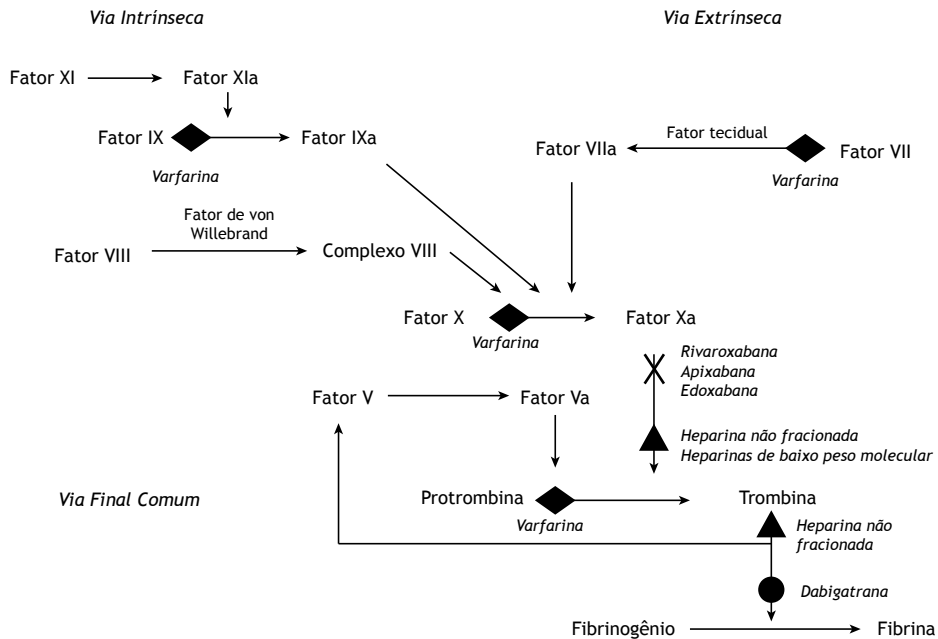 Via Intrínseca
Via Extrínseca
Fator XI
Fator XIa
Fator IX
Fator IXa
Varfarina
Fator tecidual
Fator VIIa
Fator VII
Varfarina
Fator de von
Willebrand
Fator VIII
Complexo VIII
Fator X
Fator Xa
Varfarina
Rivaroxabana
Apixabana
Edoxabana
Fator V
Fator Va
Heparina não fracionada
Heparinas de baixo peso molecular
Via Final Comum
Protrombina
Trombina
Varfarina
Heparina não
fracionada
Dabigatrana
Fibrinogênio
Fibrina